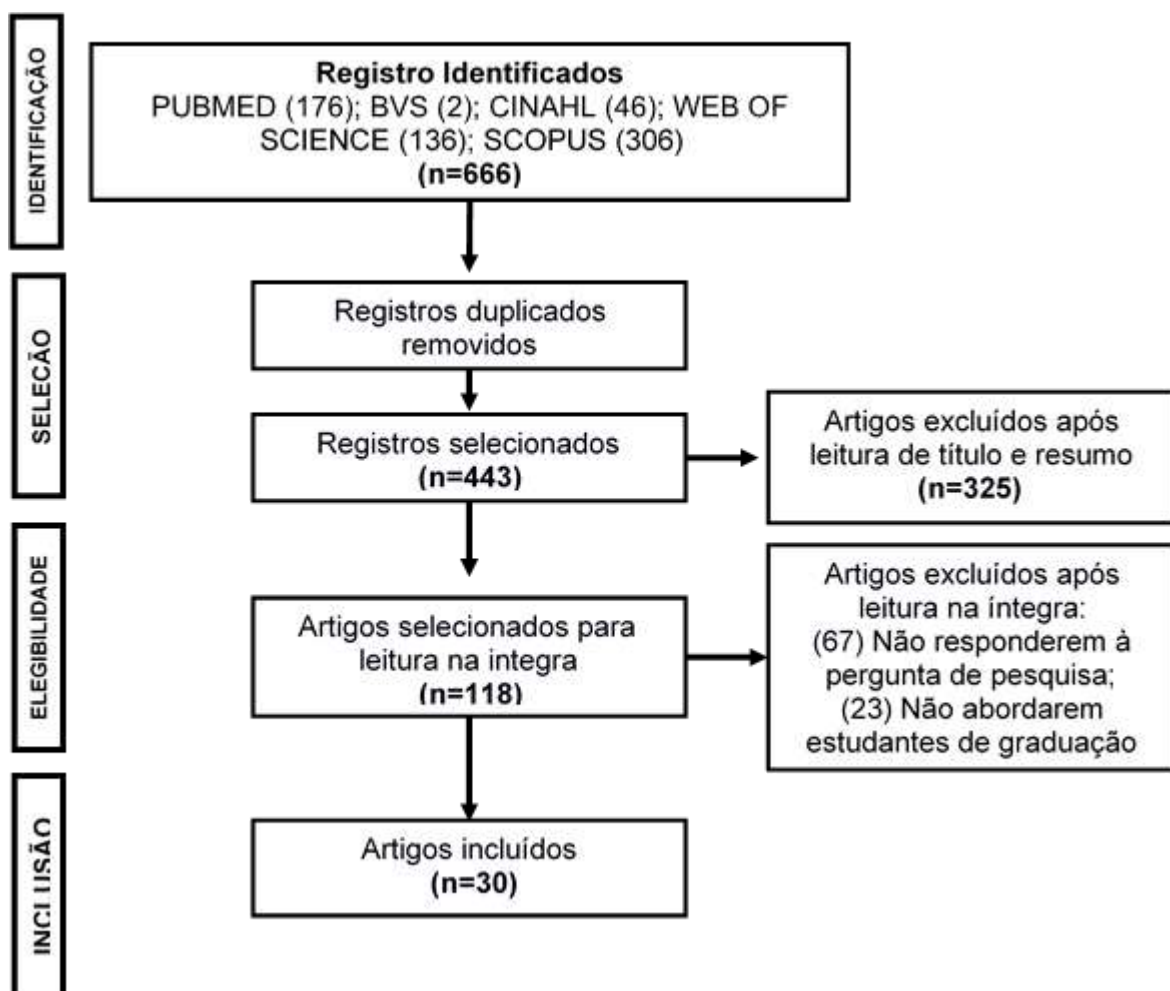 IDENTIFICAÇÃO
Registro Identificados
PUBMED (176); BVS (2); CINAHL (46); WEB OF
SCIENCE (136); SCOPUS (306)
(n=666)
SELEÇÃO
Registros duplicados
removidos
Registros selecionados
(n=443)
Artigos excluídos após
leitura de título e resumo
(n=325)
ELEGIBILIDADE
Artigos selecionados para
leitura na integra
(n=118)
Artigos excluídos após
leitura na íntegra:
(67) Não responderem à
pergunta de pesquisa;
(23) Não abordarem
estudantes de graduação
INCLUSÃO
Artigos incluídos
(n=30)